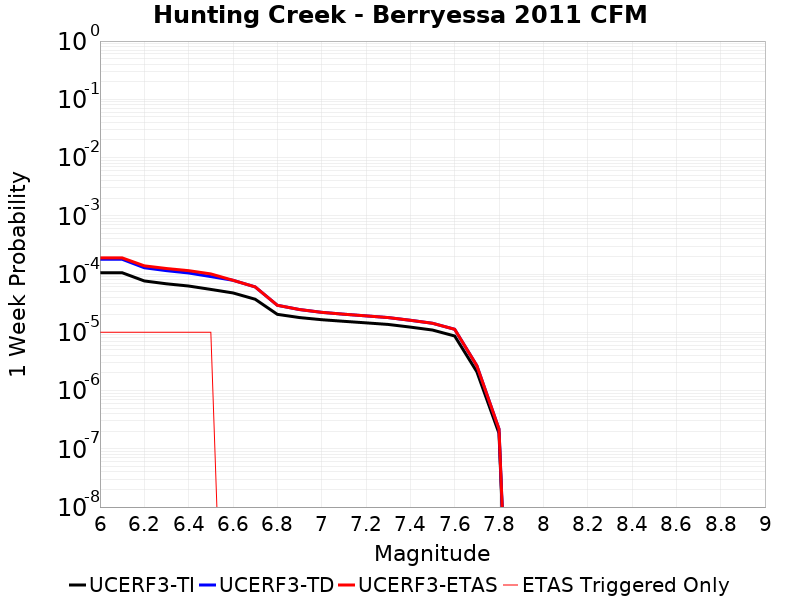 Hunting Creek - Berryessa 2011 CFM
1 Week Probability
10^0
10^-1
10^-2
10^-3
10^-4
10^-5
10^-6
10^-7
10^-8
6 6.2 6.4 6.6 6.8 7 7.2 7.4 7.6 7.8 8 8.2 8.4 8.6 8.8 9
Magnitude
UCERF3-TI UCERF3-TD UCERF3-ETAS ETAS Triggered Only